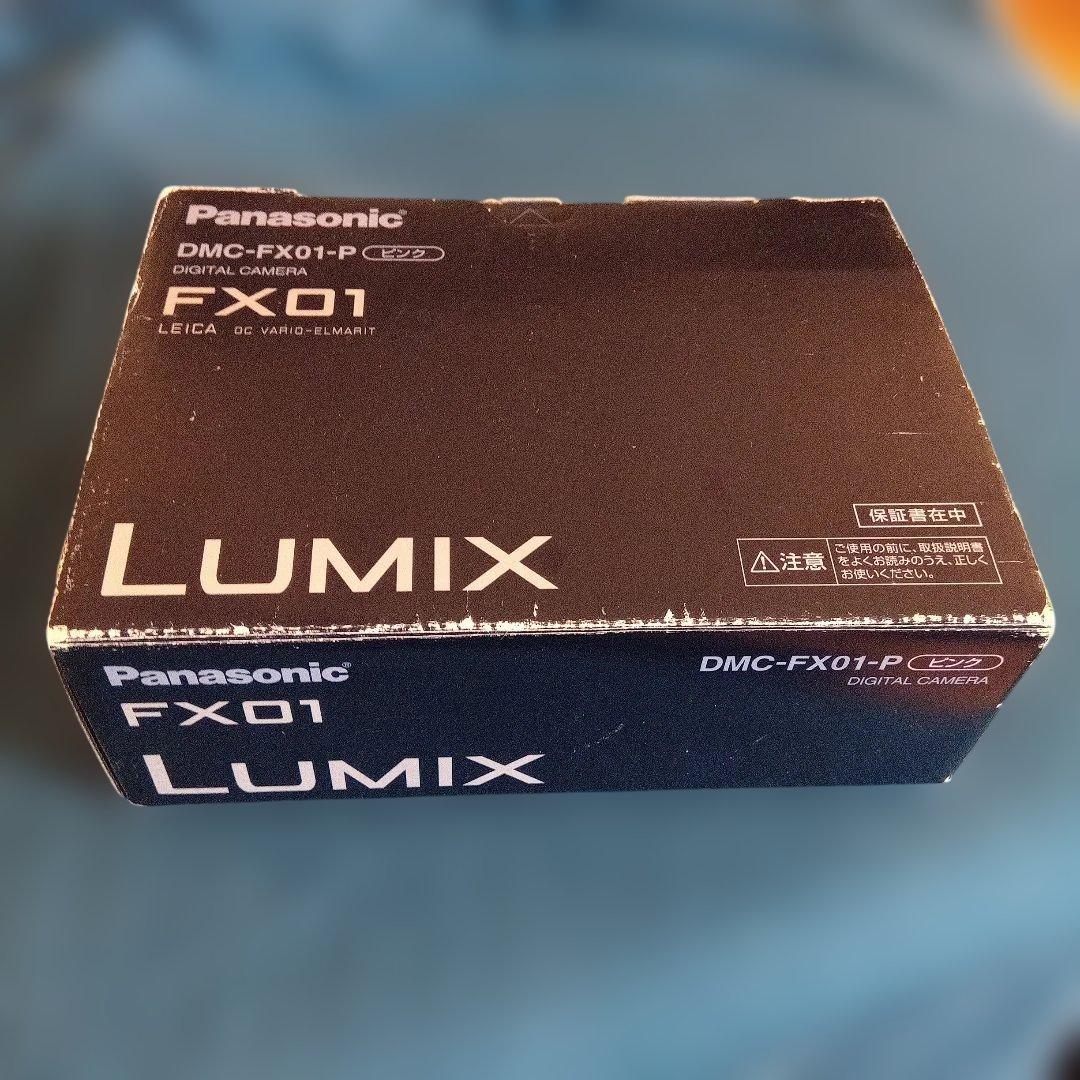 Panasonic®
DMC-FX01-P ピンク
DIGITAL CAMERA
FX01
LEICA DC VARIO-ELMARIT
LUMIX
保証書在中
注意
ご使用の前に、取扱説明書
をよくお読みのうえ、正しく
お使いください。
Panasonic®
FX01
LUMIX
DMC-FX01-P ピンク
DIGITAL CAMERA